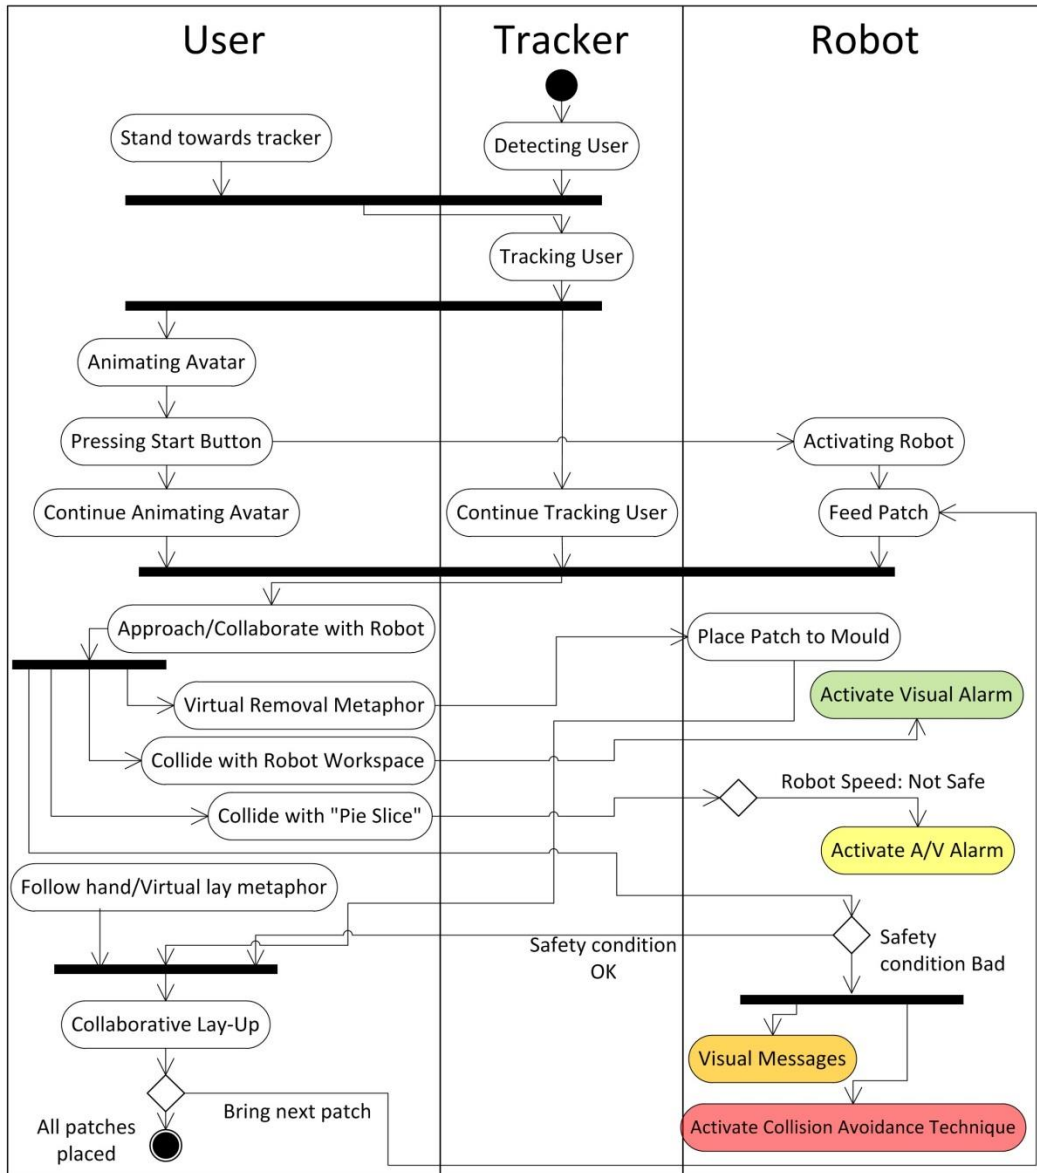 User
Tracker
Robot
Stand towards tracker
Detecting User
Tracking User
Animating Avatar
Pressing Start Button
Activating Robot
Continue Animating Avatar
Continue Tracking User
Feed Patch
Approach/Collaborate with Robot
Place Patch to Mould
Virtual Removal Metaphor
Activate Visual Alarm
Collide with Robot Workspace
Robot Speed: Not Safe
Collide with "Pie Slice"
Activate A/V Alarm
Follow hand/Virtual lay metaphor
Safety condition
OK
Safety
condition Bad
Collaborative Lay-Up
Visual Messages
Bring next patch
All patches
placed
Activate Collision Avoidance Technique